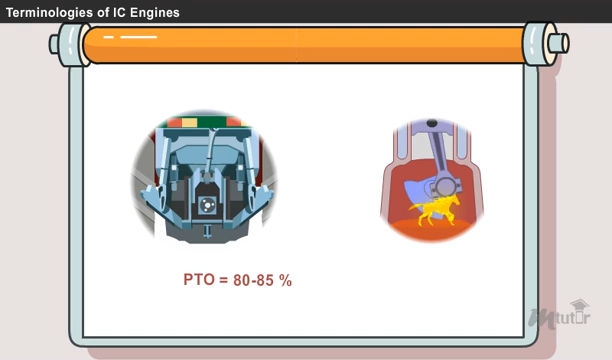 Terminologies of IC Engines
PTO = 80-85 %
Mtutor